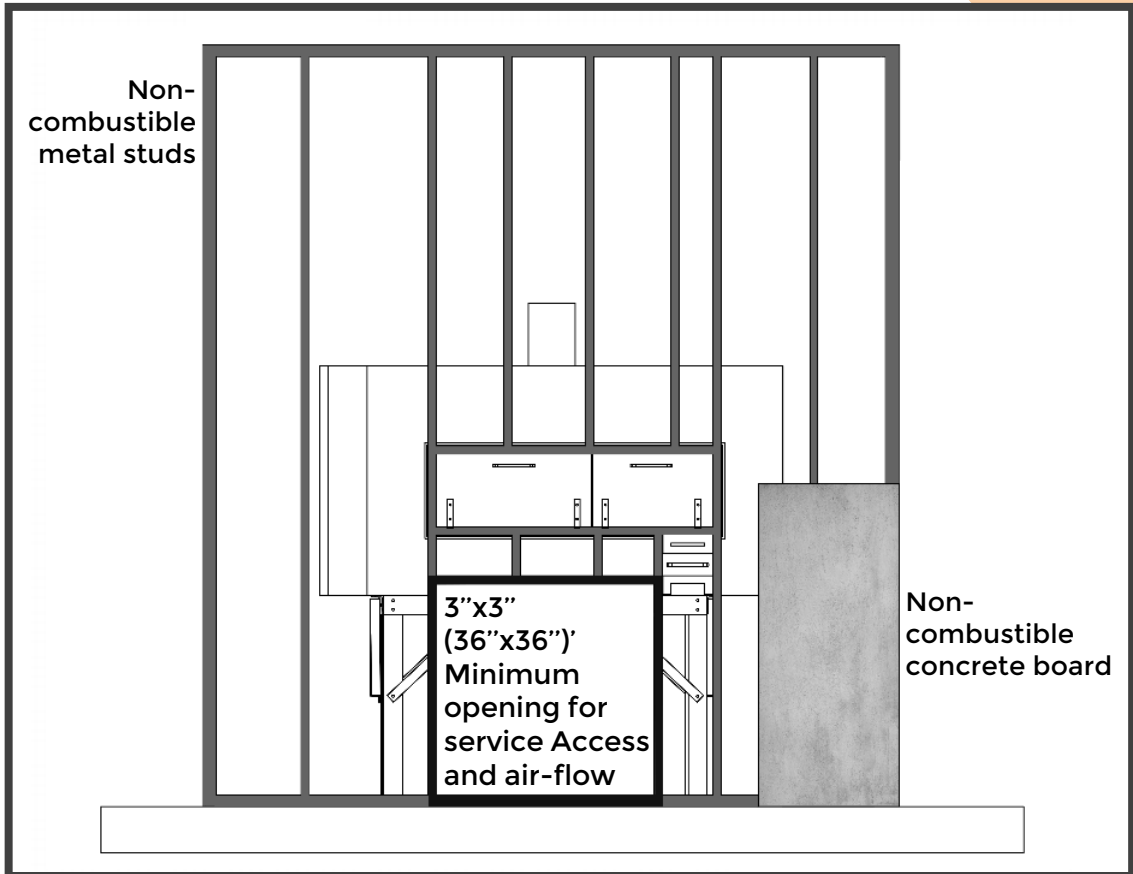 Non-
combustible
metal studs
3’’x3’’
(36’’x36’’)’
Minimum
opening for
service Access
and air-flow
Non-
combustible
concrete board